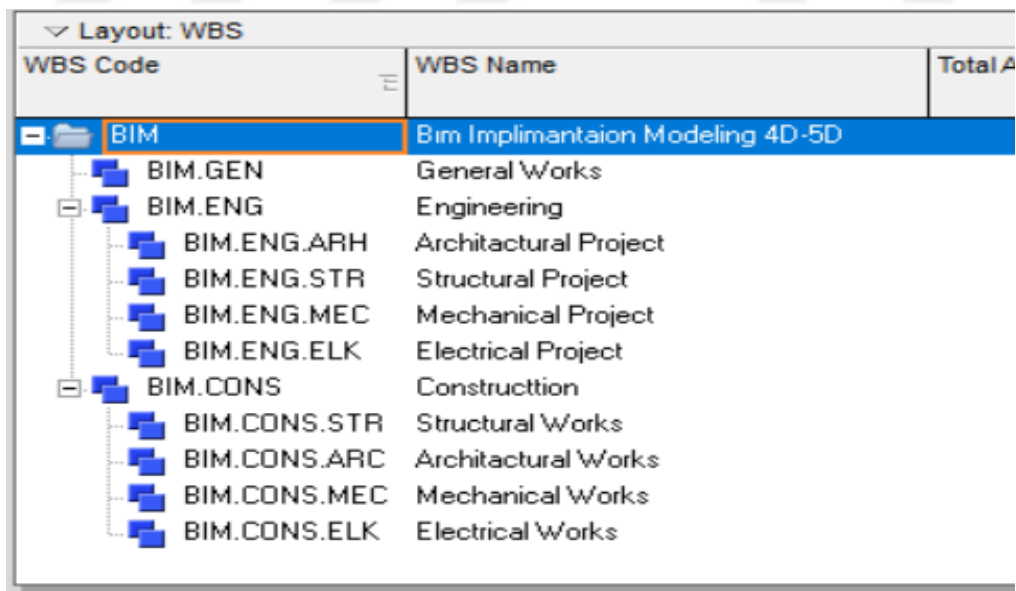 Layout: WBS
WBS Code WBS Name Total A
BIM Bım Implimantaion Modeling 4D-5D
BIM.GEN General Works
BIM.ENG Engineering
BIM.ENG.ARH Architactural Project
BIM.ENG.STR Structural Project
BIM.ENG.MEC Mechanical Project
BIM.ENG.ELK Electrical Project
BIM.CONS Constructtion
BIM.CONS.STR Structural Works
BIM.CONS.ARC Architactural Works
BIM.CONS.MEC Mechanical Works
BIM.CONS.ELK Electrical Works